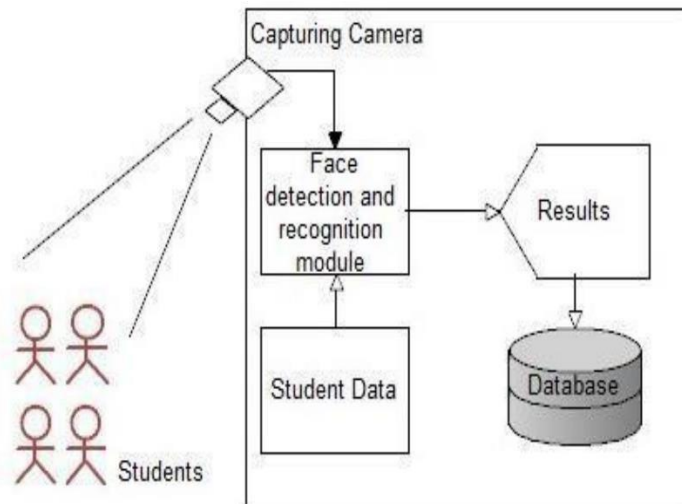 Capturing Camera
Face
detection and
recognition
module
Results
Student Data
Database
Students